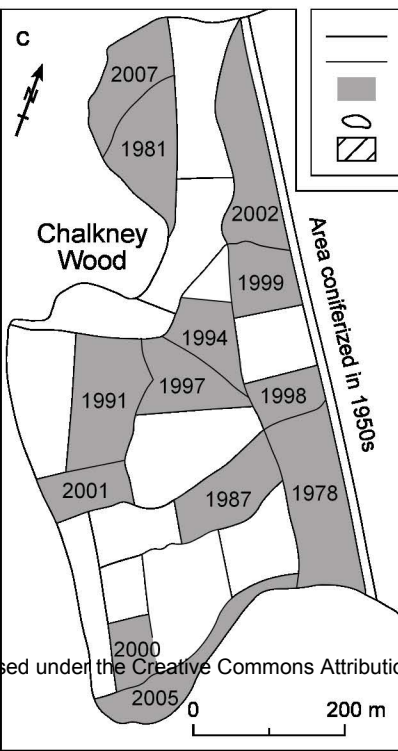 C
N
2007
1981
2002
Chalkney
Wood
1999
Area coniferized in 1950s
1994
1997
1991
1998
2001
1987
1978
2000
sed under the Creative Commons Attributio
2005
0
200 m